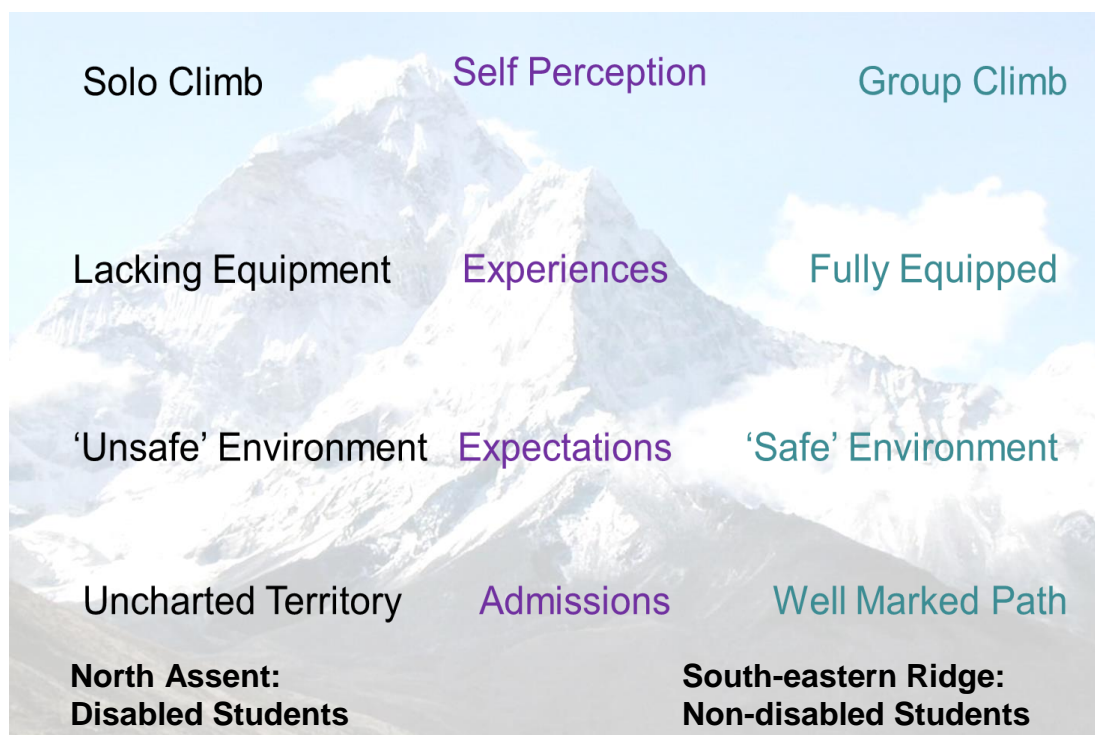 Solo Climb Self Perception Group Climb
Lacking Equipment Experiences Fully Equipped
‘Unsafe’ Environment Expectations ‘Safe’ Environment
Uncharted Territory Admissions Well Marked Path
North Assent: South-eastern Ridge:
Disabled Students Non-disabled Students